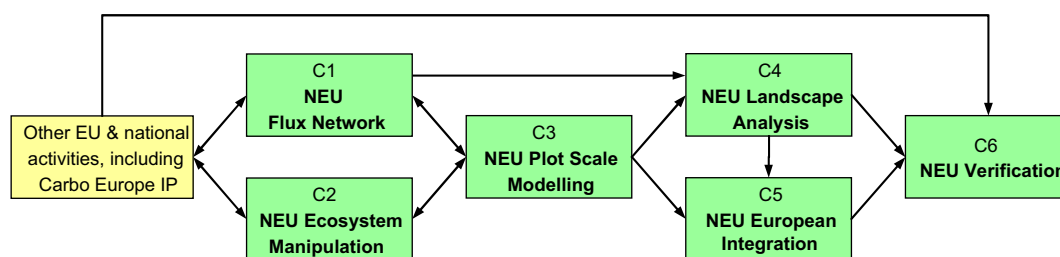 Other EU & national
activities, including
Carbo Europe IP
C1
NEU
Flux Network
C2
NEU Ecosystem
Manipulation
C3
NEU Plot Scale
Modelling
C4
NEU Landscape
Analysis
C5
NEU European
Integration
C6
NEU Verification